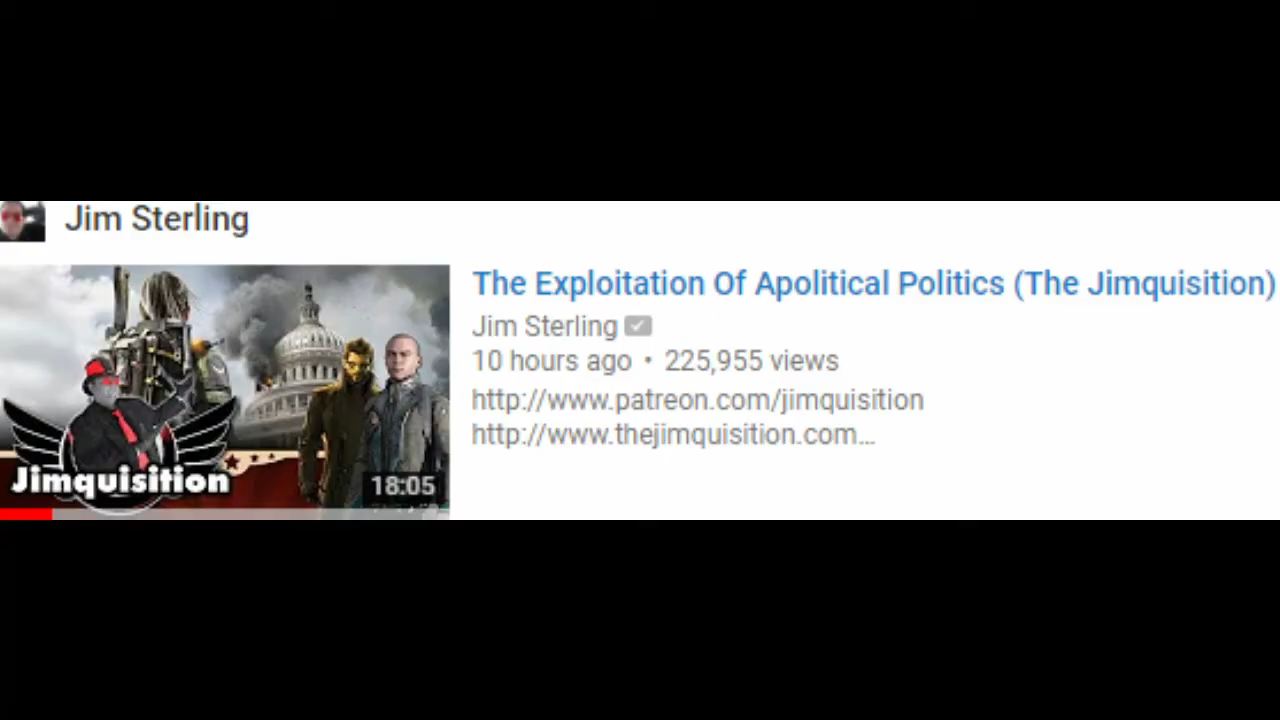 Jim Sterling
The Exploitation Of Apolitical Politics (The Jimquisition)
Jim Sterling
10 hours ago • 225,955 views
http://www.patreon.com/jimquisition
http://www.thejimquisition.com...
Jimquisition
18:05